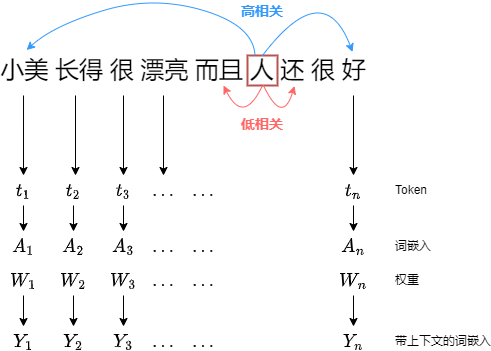 高相关
小美 长得 很 漂亮 而且 人 还 很 好
低相关
t₁ t₂ t₃ ... ... tₙ Token
A₁ A₂ A₃ ... ... Aₙ 词嵌入
W₁ W₂ W₃ ... ... Wₙ 权重
Y₁ Y₂ Y₃ ... ... Yₙ 带上下文的词嵌入